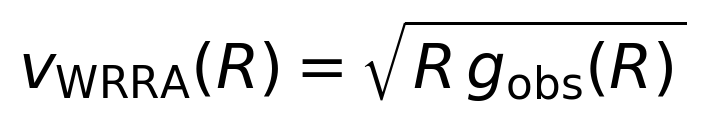 v_WRRA(R) = √(R g_obs(R))